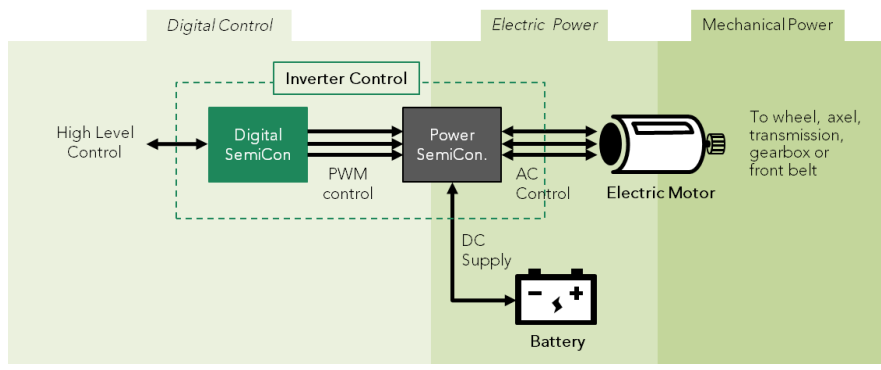 Digital Control
Electric Power
Mechanical Power
Inverter Control
High Level
Control
Digital
SemiCon
PWM
control
Power
SemiCon.
AC
Control
Electric Motor
To wheel, axel,
transmission,
gearbox or
front belt
DC
Supply
Battery